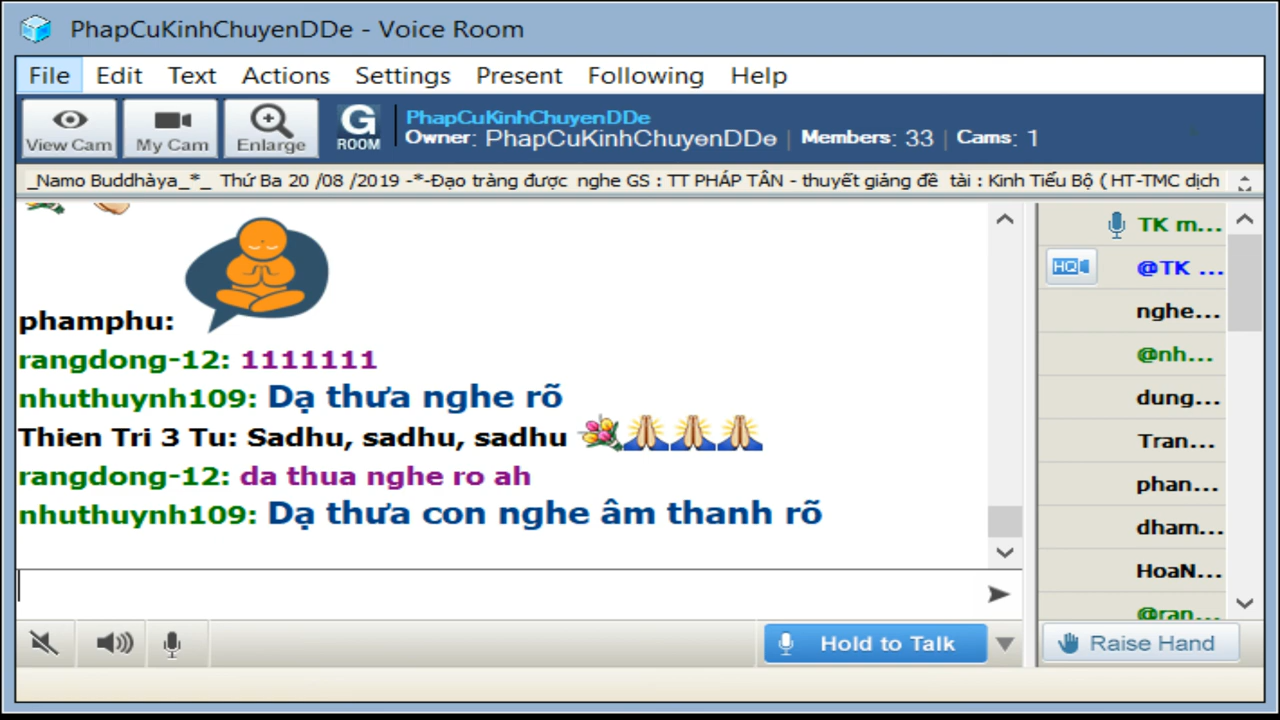 PhapCuKinhChuyenDDe - Voice Room
File Edit Text Actions Settings Present Following Help
View Cam My Cam Enlarge G ROOM
PhapCuKinhChuyenDDe
Owner: PhapCuKinhChuyenDDe | Members: 33 | Cams: 1
_Namo Buddhàya_*_ Thứ Ba 20 /08 /2019 -*-Đạo tràng được nghe GS : TT PHÁP TÂN - thuyết giảng đề tài : Kinh Tiểu Bộ ( HT-TMC dịch
phamphu:
rangdong-12: 1111111
nhuthuynh109: Dạ thưa nghe rõ
Thien Tri 3 Tu: Sadhu, sadhu, sadhu
rangdong-12: da thua nghe ro ah
nhuthuynh109: Dạ thưa con nghe âm thanh rõ
TK m...
HQ @TK ...
nghe...
@nh...
dung...
Tran...
phan...
dham...
HoaN...
@ran...
Hold to Talk
Raise Hand